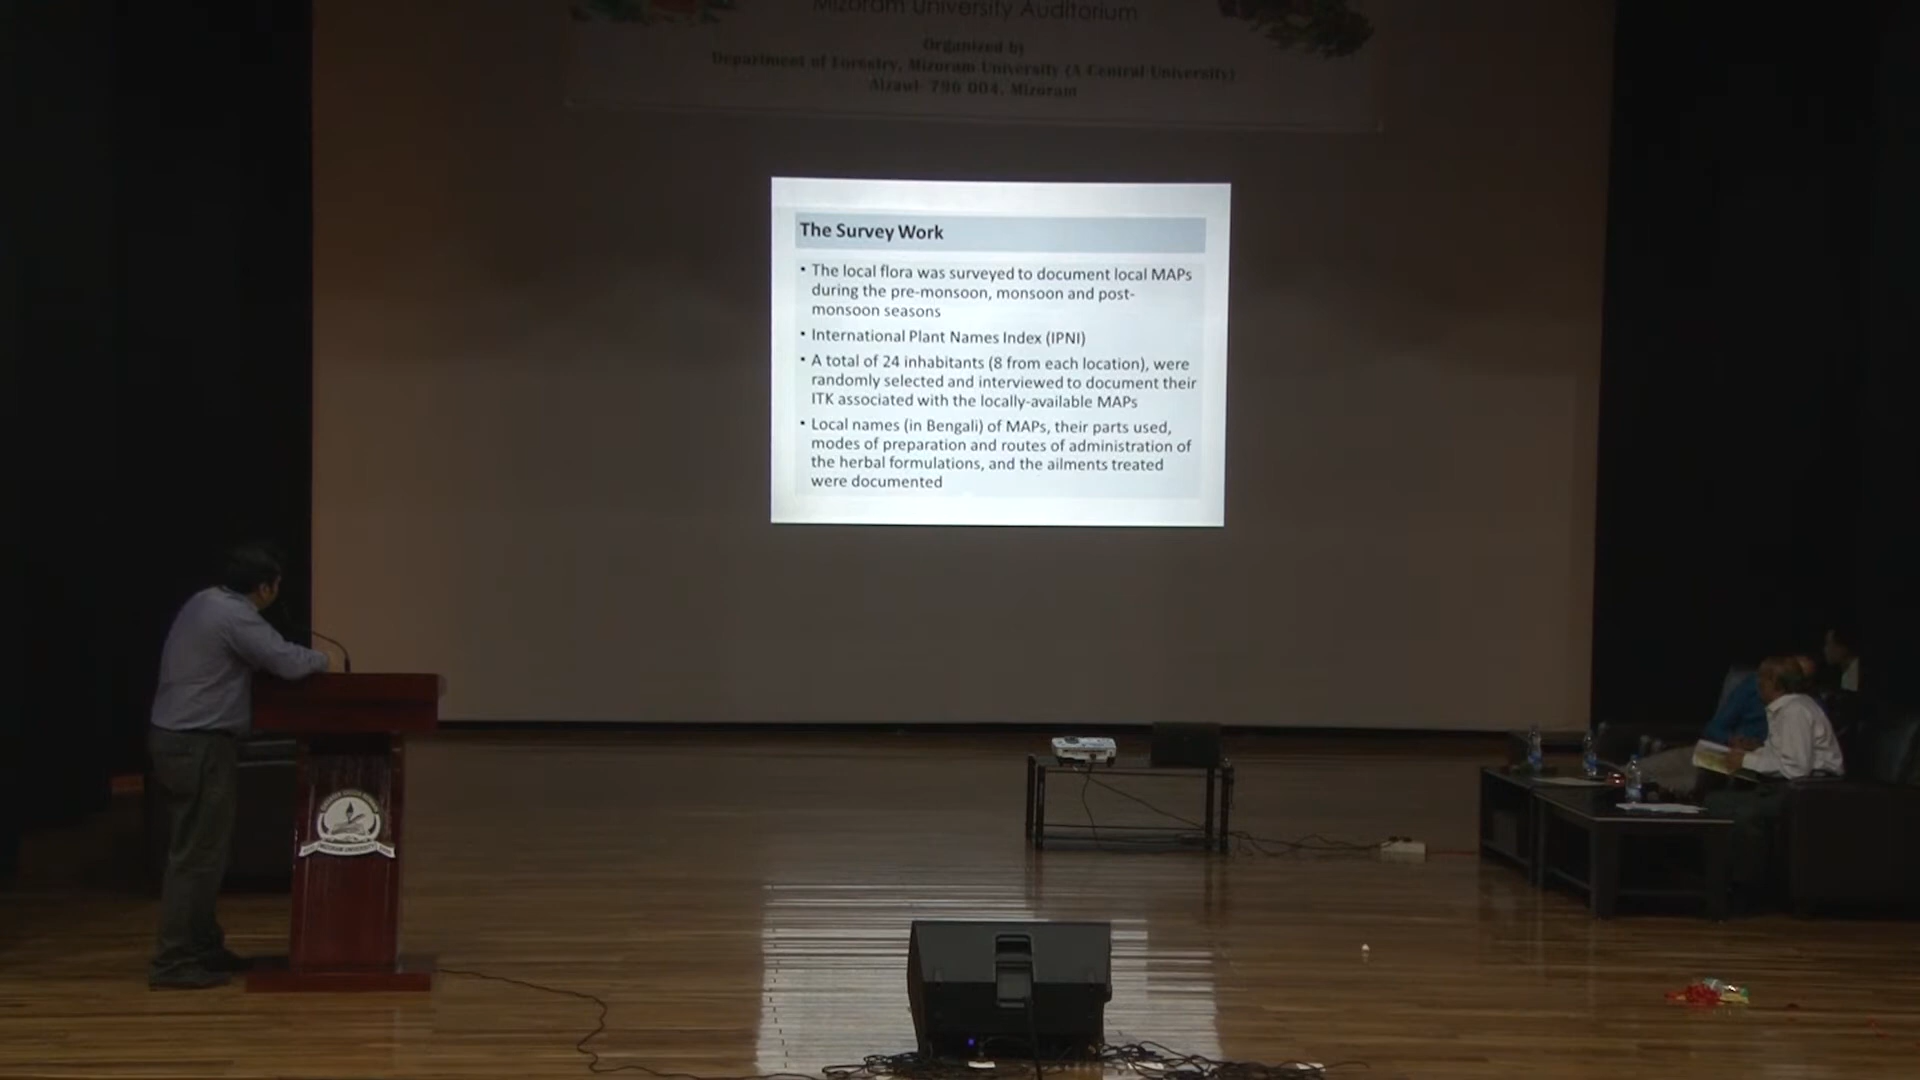 Mizoram University Auditorium
Organized by
Department of Forestry, Mizoram University (A Central University)
Aizawl- 796 004, Mizoram
The Survey Work
• The local flora was surveyed to document local MAPs
during the pre-monsoon, monsoon and post-
monsoon seasons
• International Plant Names Index (IPNI)
• A total of 24 inhabitants (8 from each location), were
randomly selected and interviewed to document their
ITK associated with the locally-available MAPs
• Local names (in Bengali) of MAPs, their parts used,
modes of preparation and routes of administration of
the herbal formulations, and the ailments treated
were documented
MIZORAM UNIVERSITY